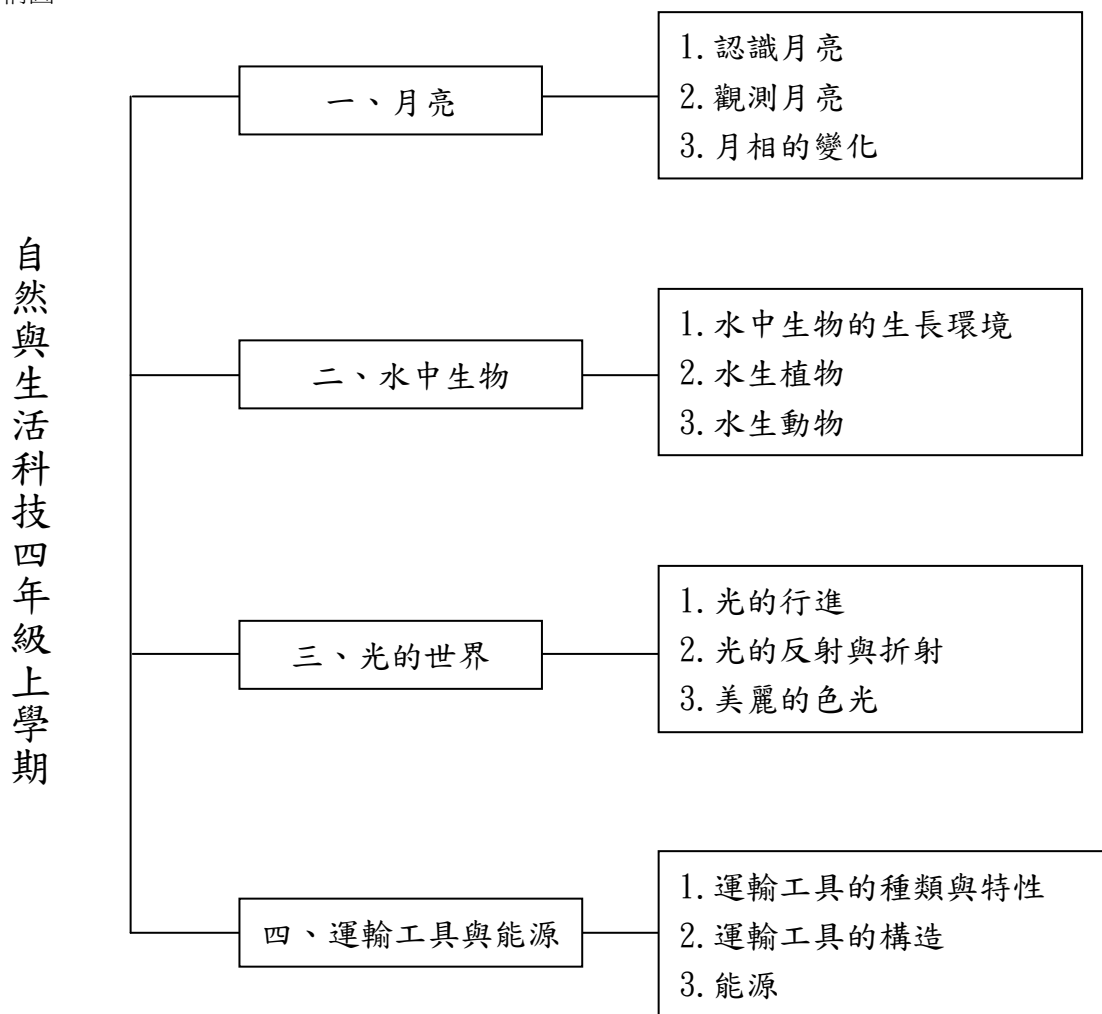 自然與生活科技四年級上學期
一、月亮
1.認識月亮
2.觀測月亮
3.月相的變化
二、水中生物
1.水中生物的生長環境
2.水生植物
3.水生動物
三、光的世界
1.光的行進
2.光的反射與折射
3.美麗的色光
四、運輸工具與能源
1.運輸工具的種類與特性
2.運輸工具的構造
3.能源